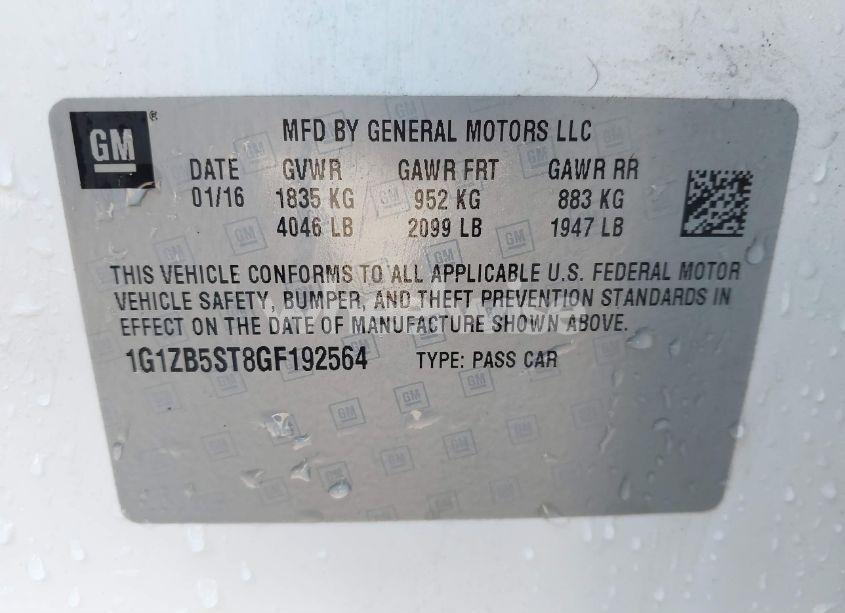 GM ®
MFD BY GENERAL MOTORS LLC
DATE GVWR GAWR FRT GAWR RR
01/16 1835 KG 952 KG 883 KG
4046 LB 2099 LB 1947 LB
THIS VEHICLE CONFORMS TO ALL APPLICABLE U.S. FEDERAL MOTOR
VEHICLE SAFETY, BUMPER, AND THEFT PREVENTION STANDARDS IN
EFFECT ON THE DATE OF MANUFACTURE SHOWN ABOVE.
1G1ZB5ST8GF192564 TYPE: PASS CAR